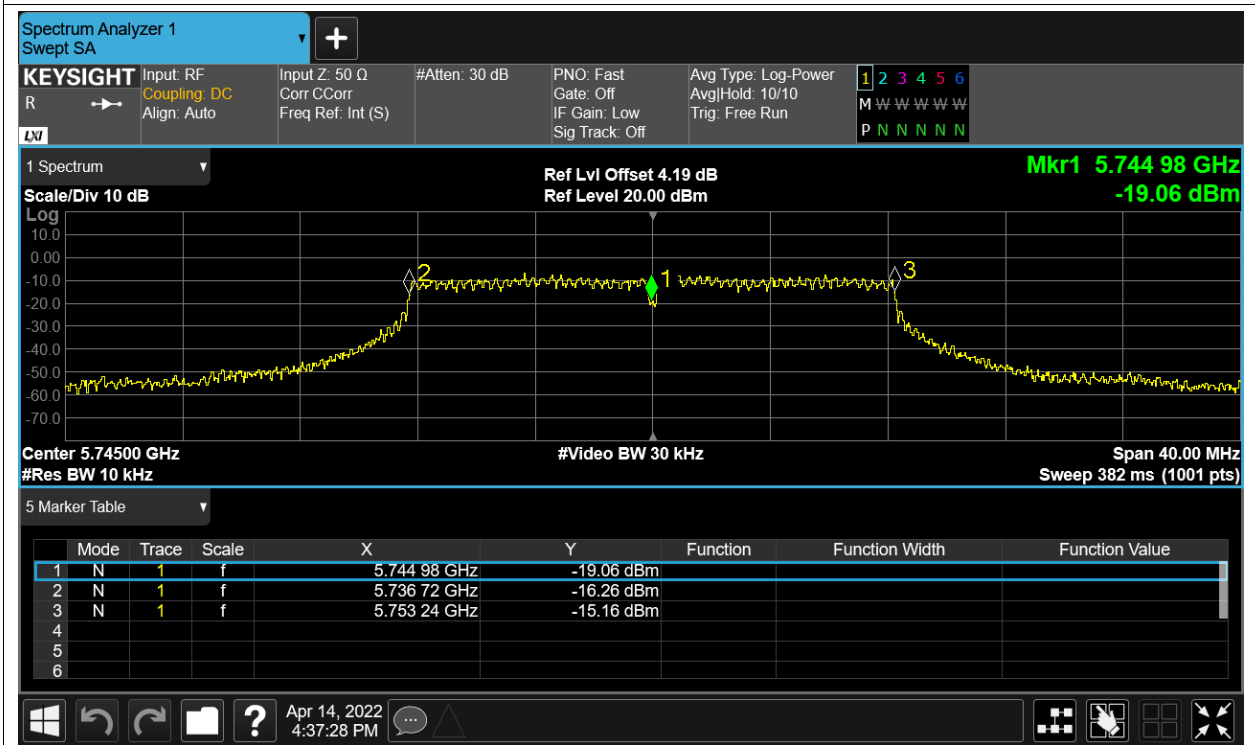 Spectrum Analyzer 1
Swept SA
KEYSIGHT Input: RF Input Z: 50 Ω #Atten: 30 dB PNO: Fast Avg Type: Log-Power 1 2 3 4 5 6
R Coupling: DC Corr CCorr Gate: Off Avg|Hold: 10/10 M W W W W W
Align: Auto Freq Ref: Int (S) IF Gain: Low Trig: Free Run
LXI Sig Track: Off P N N N N N
1 Spectrum Ref Lvl Offset 4.19 dB Mkr1 5.744 98 GHz
Scale/Div 10 dB Ref Level 20.00 dBm -19.06 dBm
Log
10.0
0.00
-10.0
-20.0
-30.0
-40.0
-50.0
-60.0
-70.0
2 1 3
Center 5.74500 GHz #Video BW 30 kHz Span 40.00 MHz
#Res BW 10 kHz Sweep 382 ms (1001 pts)
5 Marker Table
Mode Trace Scale X Y Function Function Width Function Value
1 N 1 f 5.744 98 GHz -19.06 dBm
2 N 1 f 5.736 72 GHz -16.26 dBm
3 N 1 f 5.753 24 GHz -15.16 dBm
4
5
6
? Apr 14, 2022
4:37:28 PM